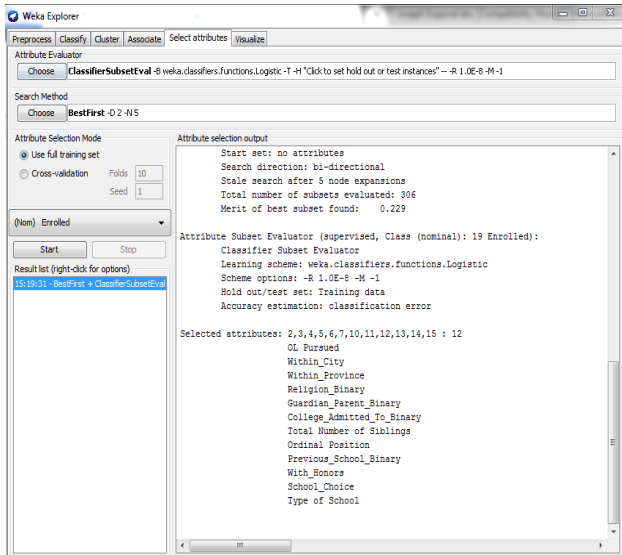 Weka Explorer
Preprocess Classify Cluster Associate Select attributes Visualize
Attribute Evaluator
Choose ClassifierSubsetEval -B weka.classifiers.functions.Logistic -T -H "Click to set hold out or test instances" -- -R 1.0E-8 -M -1
Search Method
Choose BestFirst -D 2 -N 5
Attribute Selection Mode
Use full training set
Cross-validation Folds 10
Seed 1
(Nom) Enrolled
Start Stop
Result list (right-click for options)
15:19:31 - BestFirst + ClassifierSubsetEval
Attribute selection output
Start set: no attributes
Search direction: bi-directional
Stale search after 5 node expansions
Total number of subsets evaluated: 306
Merit of best subset found: 0.229
Attribute Subset Evaluator (supervised, Class (nominal): 19 Enrolled):
Classifier Subset Evaluator
Learning scheme: weka.classifiers.functions.Logistic
Scheme options: -R 1.0E-8 -M -1
Hold out/test set: Training data
Accuracy estimation: classification error
Selected attributes: 2,3,4,5,6,7,10,11,12,13,14,15 : 12
OL Pursued
Within_City
Within_Province
Religion_Binary
Guardian_Parent_Binary
College_Admitted_To_Binary
Total Number of Siblings
Ordinal Position
Previous_School_Binary
With_Honors
School_Choice
Type of School